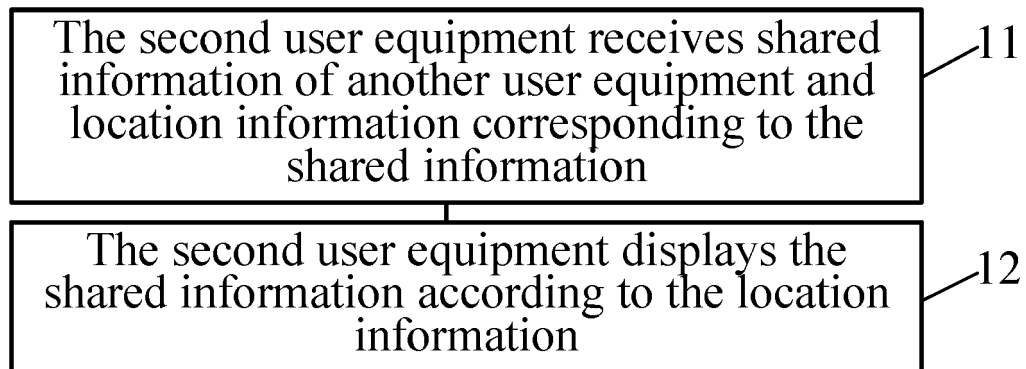 The second user equipment receives shared
information of another user equipment and
location information corresponding to the
shared information
11
The second user equipment displays the
shared information according to the location
information
12